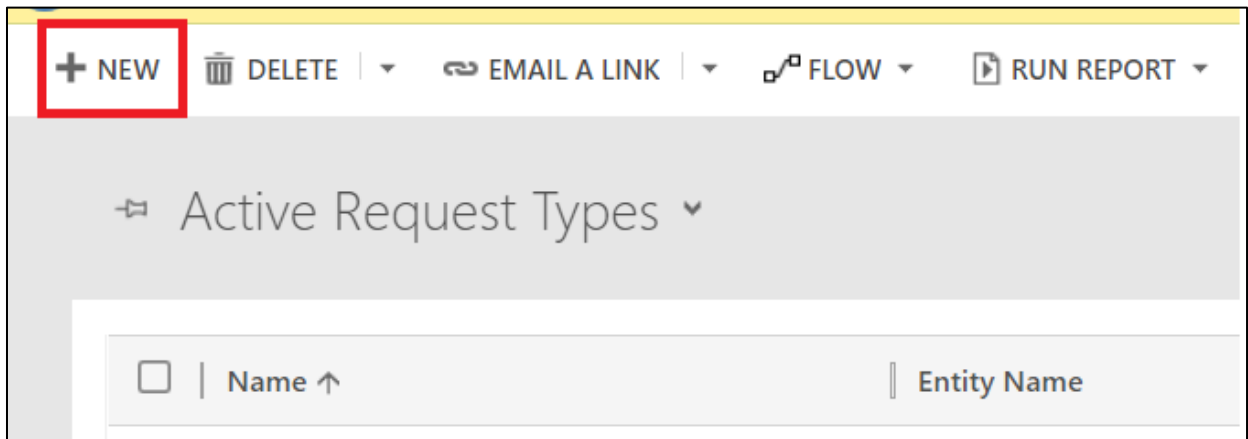 NEW DELETE EMAIL A LINK FLOW RUN REPORT
Active Request Types
Name Entity Name